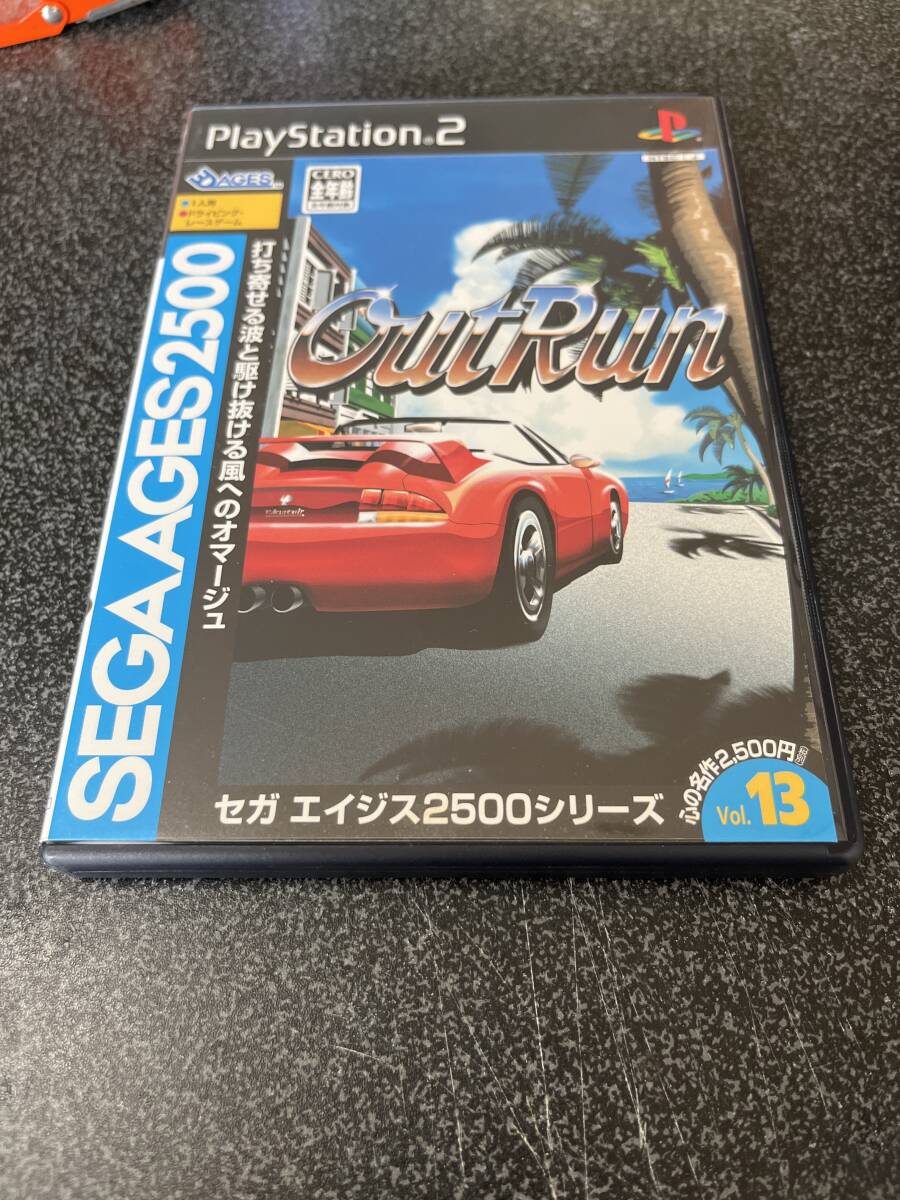 PlayStation®2
NTSC-J
AGES
CERO
全年齢
1人用
ドライビング・
レースゲーム
SEGA AGES 2500
打ち寄せる波と駆け抜ける風へのオマージュ
OutRun
セガ エイジス2500シリーズ
心の名作2,500円
Vol. 13